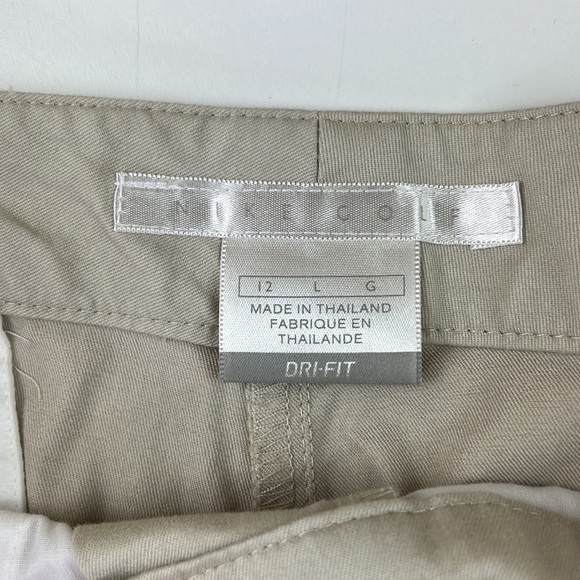 NIKE GOLF
12 L G
MADE IN THAILAND
FABRIQUE EN
THAILANDE
DRI-FIT